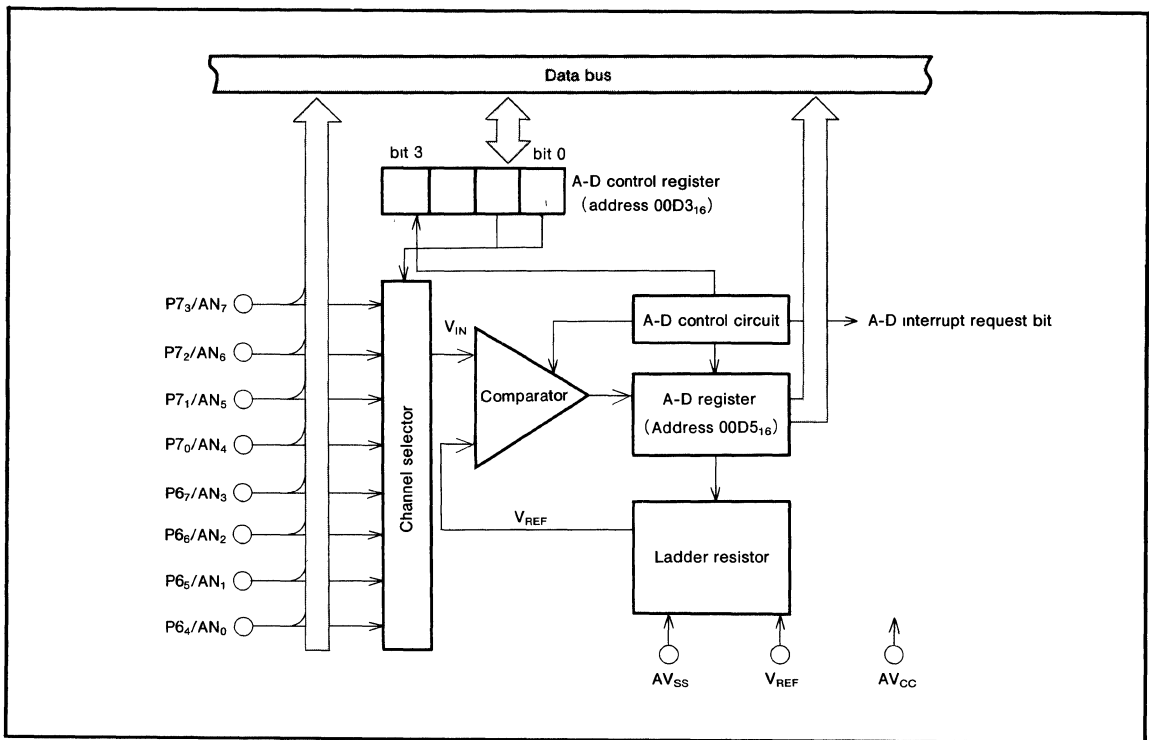 Data bus
bit 3
bit 0
A-D control register
(address 00D3₁₆)
P7₃/AN₇
P7₂/AN₆
P7₁/AN₅
P7₀/AN₄
P6₇/AN₃
P6₆/AN₂
P6₅/AN₁
P6₄/AN₀
Channel selector
V_IN
Comparator
V_REF
A-D control circuit
A-D interrupt request bit
A-D register
(Address 00D5₁₆)
Ladder resistor
AV_SS
V_REF
AV_CC